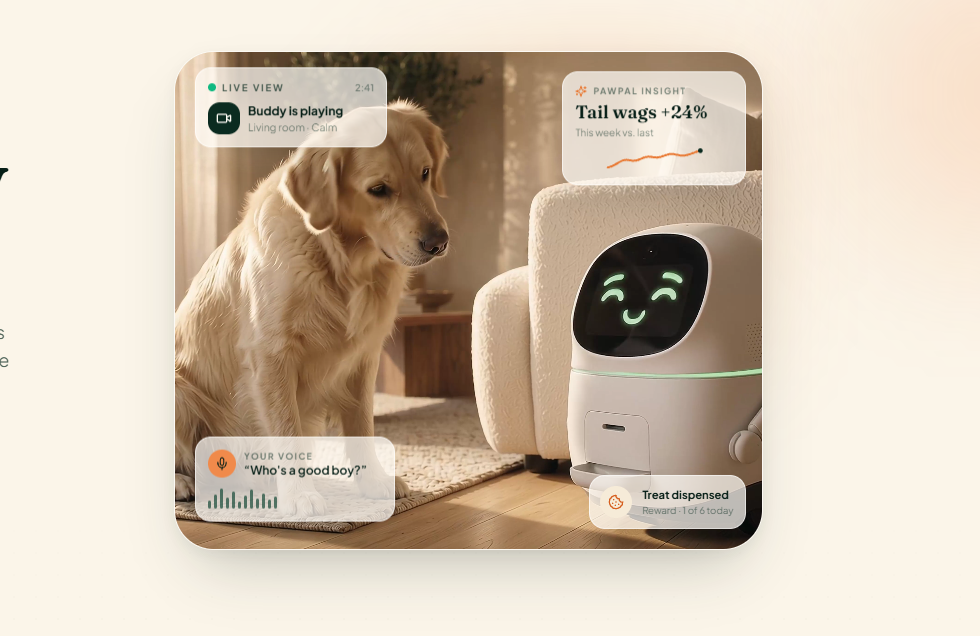 LIVE VIEW
2:41
Buddy is playing
Living room · Calm
PAWPAL INSIGHT
Tail wags +24%
This week vs. last
YOUR VOICE
"Who's a good boy?"
Treat dispensed
Reward · 1 of 6 today
s
e